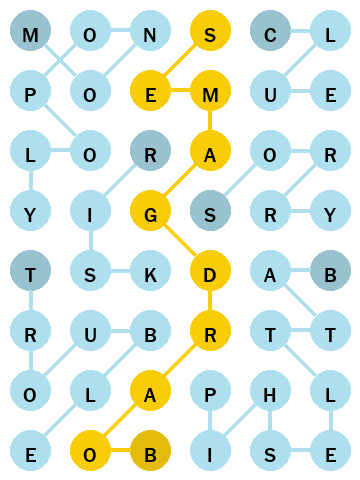 M O N S C L
P O E M U E
L O R A O R
Y I G S R Y
T S K D A B
R U B R T T
O L A P H L
E O B I S E